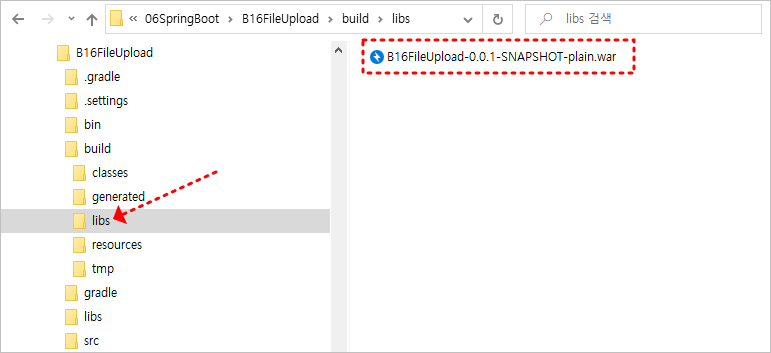 « 06SpringBoot > B16FileUpload > build > libs
libs 검색
B16FileUpload
.gradle
.settings
bin
build
classes
generated
libs
resources
tmp
gradle
libs
src
B16FileUpload-0.0.1-SNAPSHOT-plain.war